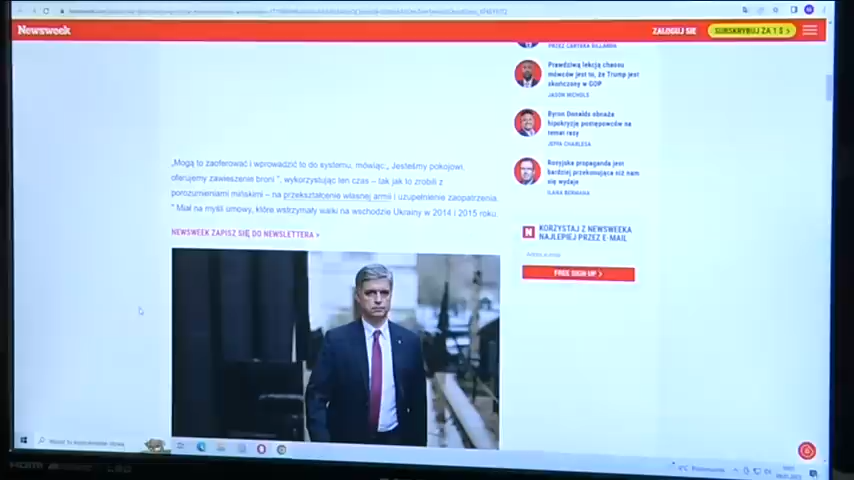 Newsweek
ZALOGUJ SIĘ
SUBSKRYBUJ ZA 1 $ >
Prawdziwą lekcją chaosu
mówców jest to, że Trump jest
skończony w GOP
JASON NICHOLS
Byron Donalds obnaża
hipokryzję postępowców na
temat rasy
Rosyjska propaganda jest
bardziej przekonująca niż nam
się wydaje
„Mogą to zaoferować i wprowadzić to do systemu, mówiąc:„ Jesteśmy pokojowi,
oferujemy zawieszenie broni ”, wykorzystując ten czas – tak jak to zrobili z
porozumieniami mińskimi – na przekształcenie własnej armii i uzupełnienie zaopatrzenia.
” Miał na myśli umowy, które wstrzymały walki na wschodzie Ukrainy w 2014 i 2015 roku.
NEWSWEEK ZAPISZ SIĘ DO NEWSLETTERA >
N
KORZYSTAJ Z NEWSWEEKA
NAJLEPIEJ PRZEZ E-MAIL
FREE SIGN UP >
HDMI